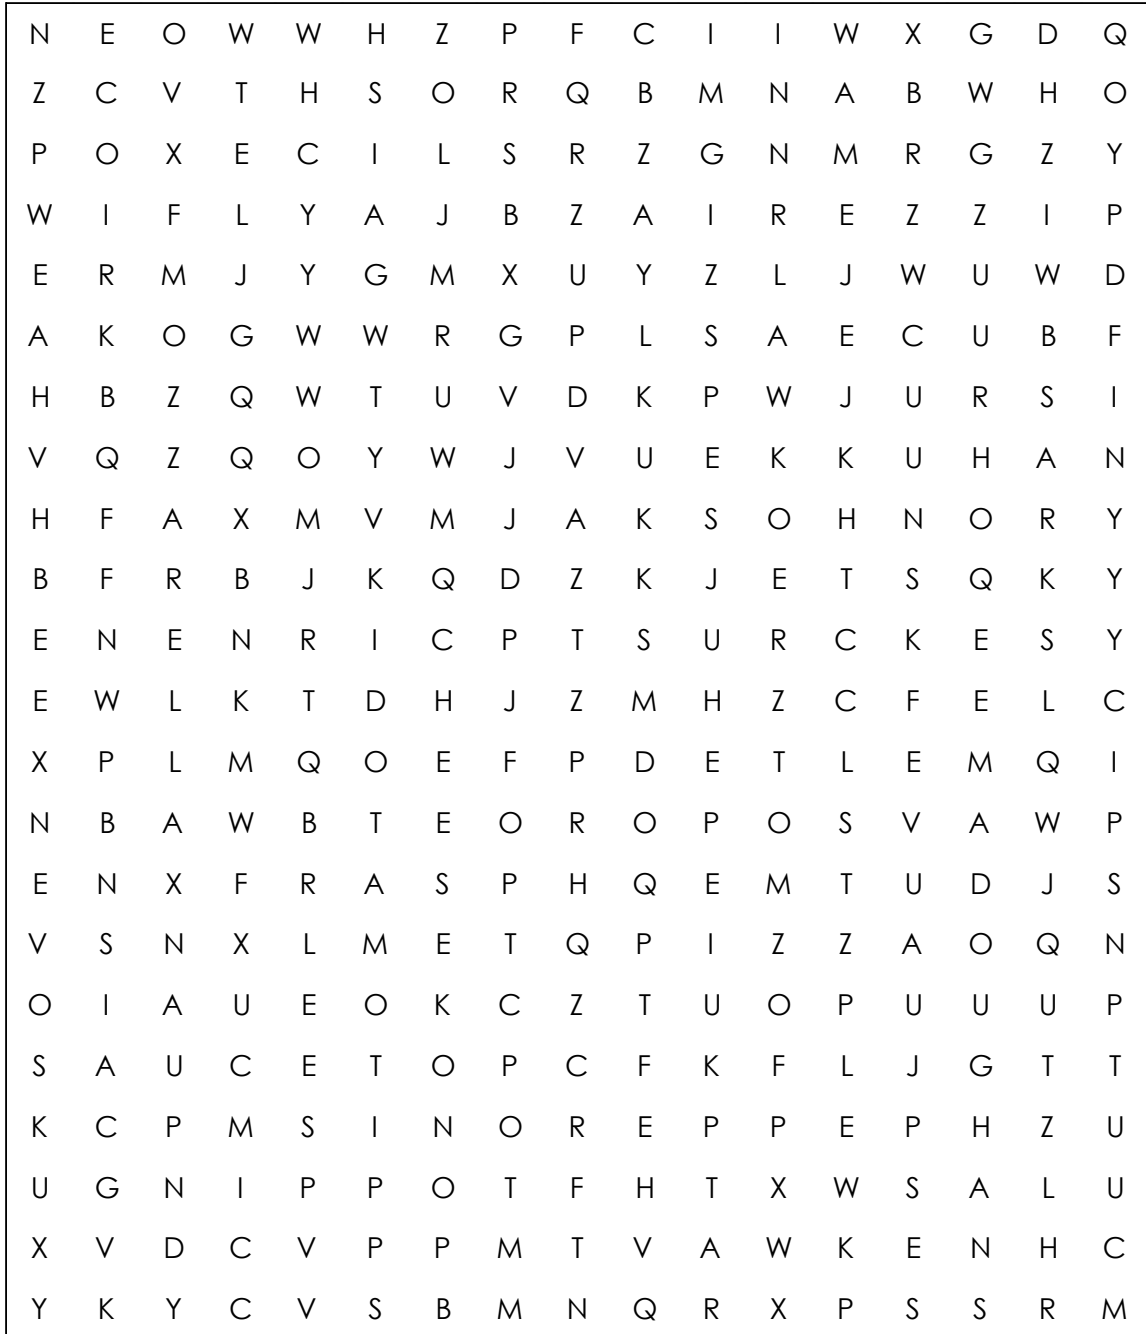 N E O W W H Z P F C I I W X G D Q
Z C V T H S O R Q B M N A B W H O
P O X E C I L S R Z G N M R G Z Y
W I F L Y A J B Z A I R E Z Z I P
E R M J Y G M X U Y Z L J W U W D
A K O G W W R G P L S A E C U B F
H B Z Q W T U V D K P W J U R S I
V Q Z Q O Y W J V U E K K U H A N
H F A X M V M J A K S O H N O R Y
B F R B J K Q D Z K J E T S Q K Y
E N E N R I C P T S U R C K E S Y
E W L K T D H J Z M H Z C F E L C
X P L M Q O E F P D E T L E M Q I
N B A W B T E O R O P O S V A W P
E N X F R A S P H Q E M T U D J S
V S N X L M E T Q P I Z Z A O Q N
O I A U E O K C Z T U O P U U U P
S A U C E T O P C F K F L J G T T
K C P M S I N O R E P P E P H Z U
U G N I P P O T F H T X W S A L U
X V D C V P P M T V A W K E N H C
Y K Y C V S B M N Q R X P S S R M